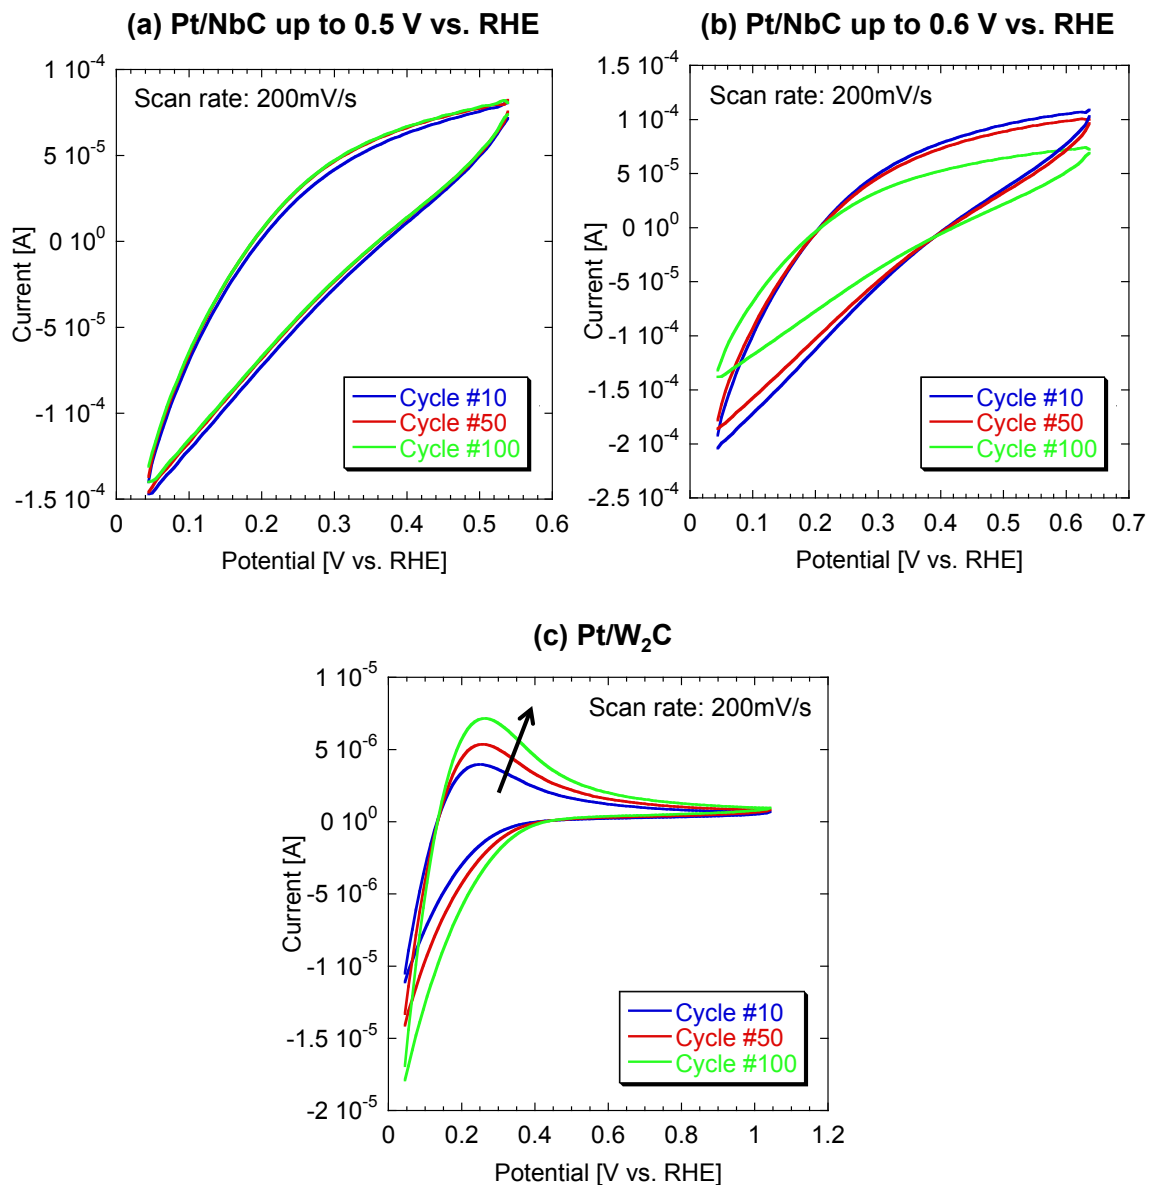 (a) Pt/NbC up to 0.5 V vs. RHE
1 10⁻⁴
5 10⁻⁵
0 10⁰
-5 10⁻⁵
-1 10⁻⁴
-1.5 10⁻⁴
Current [A]
Scan rate: 200mV/s
Cycle #10
Cycle #50
Cycle #100
0 0.1 0.2 0.3 0.4 0.5 0.6
Potential [V vs. RHE]
(b) Pt/NbC up to 0.6 V vs. RHE
1.5 10⁻⁴
1 10⁻⁴
5 10⁻⁵
0 10⁰
-5 10⁻⁵
-1 10⁻⁴
-1.5 10⁻⁴
-2 10⁻⁴
-2.5 10⁻⁴
Current [A]
Scan rate: 200mV/s
Cycle #10
Cycle #50
Cycle #100
0 0.1 0.2 0.3 0.4 0.5 0.6 0.7
Potential [V vs. RHE]
(c) Pt/W₂C
1 10⁻⁵
5 10⁻⁶
0 10⁰
-5 10⁻⁶
-1 10⁻⁵
-1.5 10⁻⁵
-2 10⁻⁵
Current [A]
Scan rate: 200mV/s
Cycle #10
Cycle #50
Cycle #100
0 0.2 0.4 0.6 0.8 1 1.2
Potential [V vs. RHE]